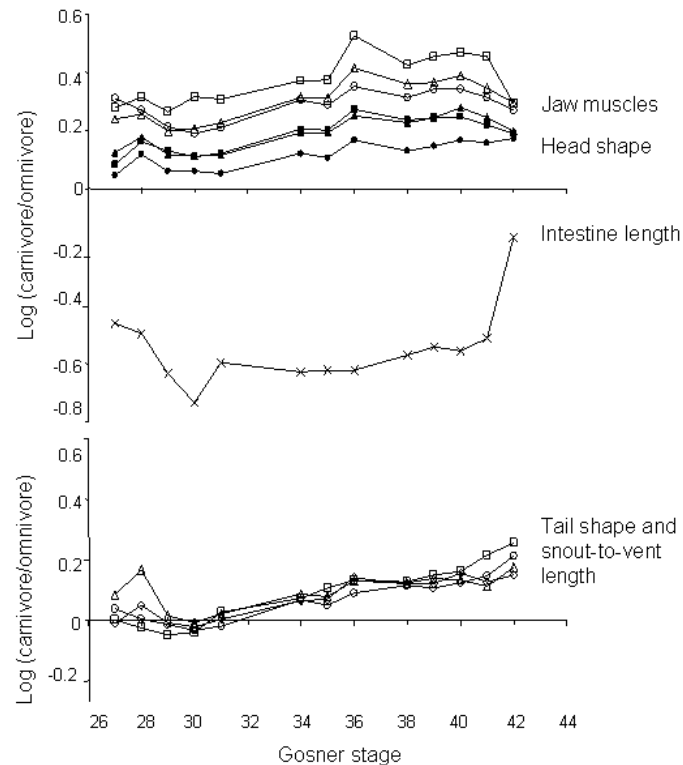 0.6
0.4
0.2
0
Jaw muscles
Head shape
Log (carnivore/omnivore)
-0.2
-0.4
-0.6
-0.8
Intestine length
0.6
0.4
0.2
0
-0.2
Log (carnivore/omnivore)
Tail shape and
snout-to-vent
length
26 28 30 32 34 36 38 40 42 44
Gosner stage